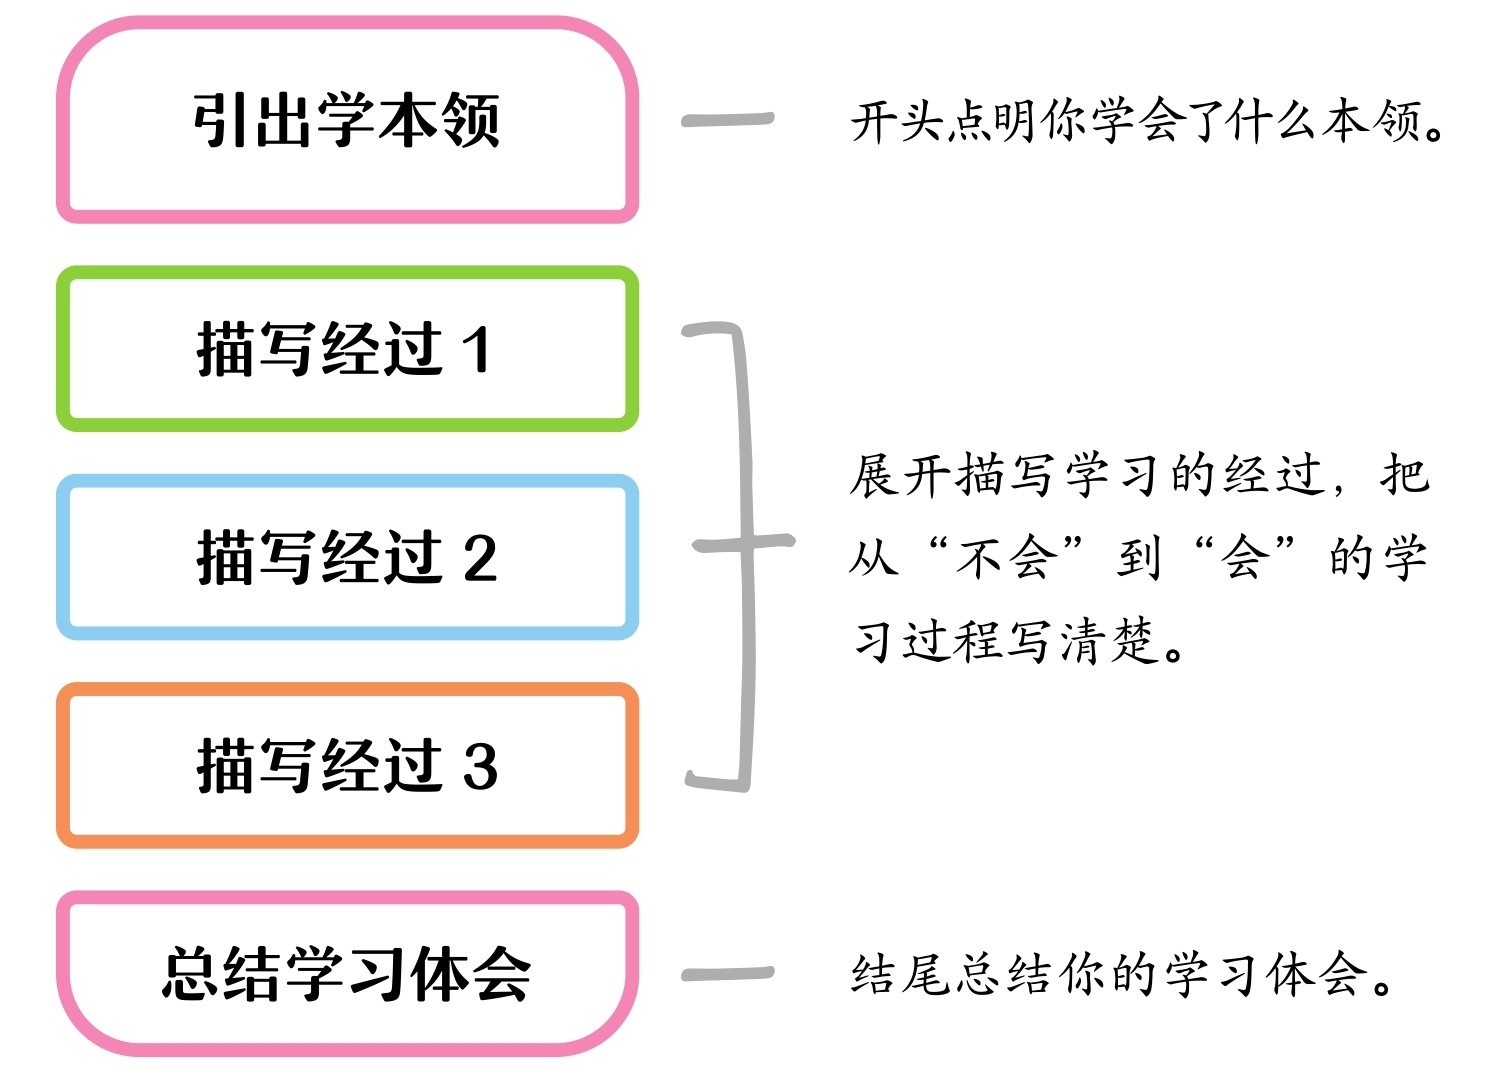 引出学本领
开头点明你学会了什么本领。
描写经过 1
描写经过 2
描写经过 3
展开描写学习的经过，把
从“不会”到“会”的学
习过程写清楚。
总结学习体会
结尾总结你的学习体会。